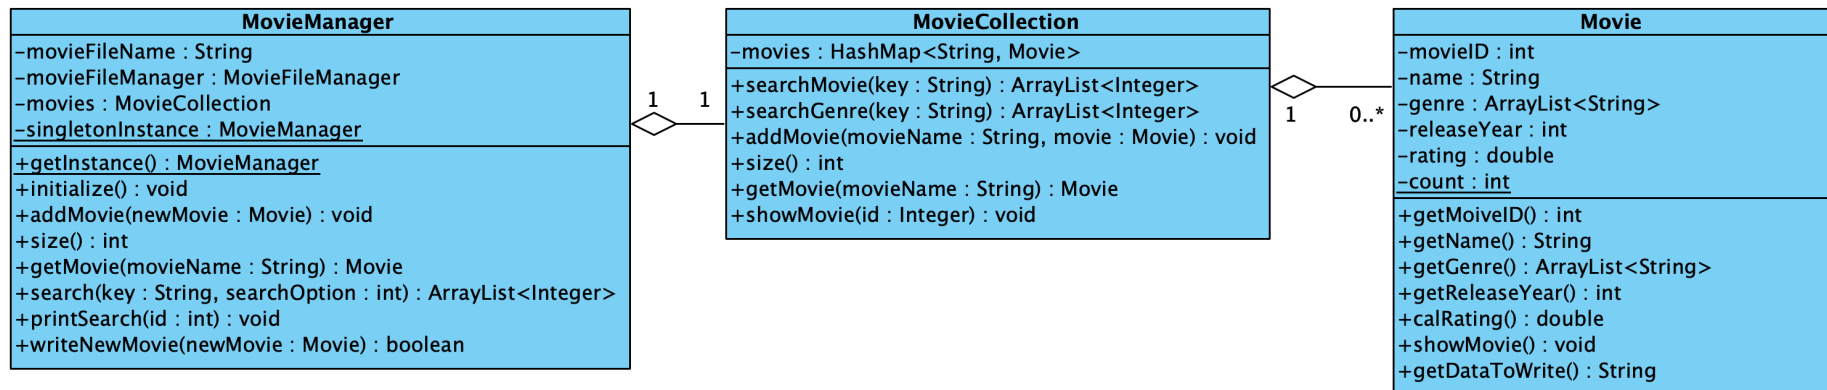 MovieManager
-movieFileName : String
-movieFileManager : MovieFileManager
-movies : MovieCollection
-singletonInstance : MovieManager
+getInstance() : MovieManager
+initialize() : void
+addMovie(newMovie : Movie) : void
+size() : int
+getMovie(movieName : String) : Movie
+search(key : String, searchOption : int) : ArrayList<Integer>
+printSearch(id : int) : void
+writeNewMovie(newMovie : Movie) : boolean
1
1
MovieCollection
-movies : HashMap<String, Movie>
+searchMovie(key : String) : ArrayList<Integer>
+searchGenre(key : String) : ArrayList<Integer>
+addMovie(movieName : String, movie : Movie) : void
+size() : int
+getMovie(movieName : String) : Movie
+showMovie(id : Integer) : void
1
0..*
Movie
-movieID : int
-name : String
-genre : ArrayList<String>
-releaseYear : int
-rating : double
-count : int
+getMoiveID() : int
+getName() : String
+getGenre() : ArrayList<String>
+getReleaseYear() : int
+calRating() : double
+showMovie() : void
+getDataToWrite() : String